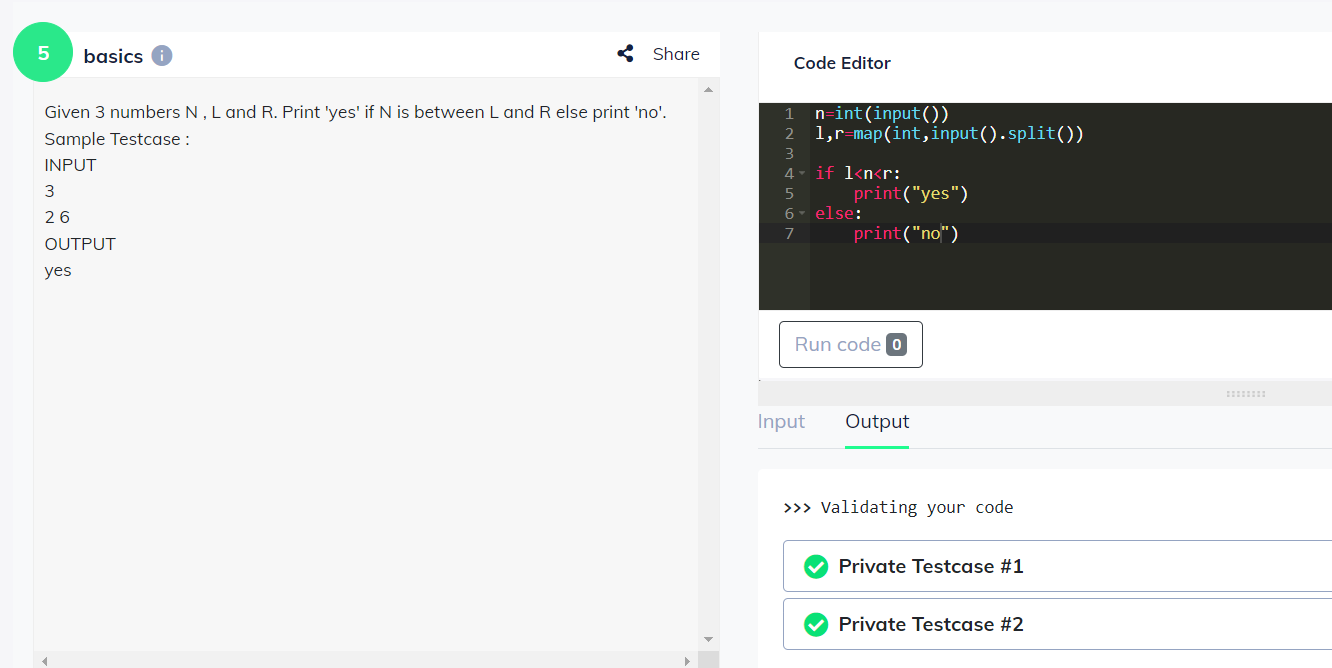 5
basics
Share
Given 3 numbers N , L and R. Print 'yes' if N is between L and R else print 'no'.
Sample Testcase :
INPUT
3
2 6
OUTPUT
yes
Code Editor
1 n=int(input())
2 l,r=map(int,input().split())
3
4 if l<n<r:
5     print("yes")
6 else:
7     print("no")
Run code 0
Input Output
>>> Validating your code
Private Testcase #1
Private Testcase #2